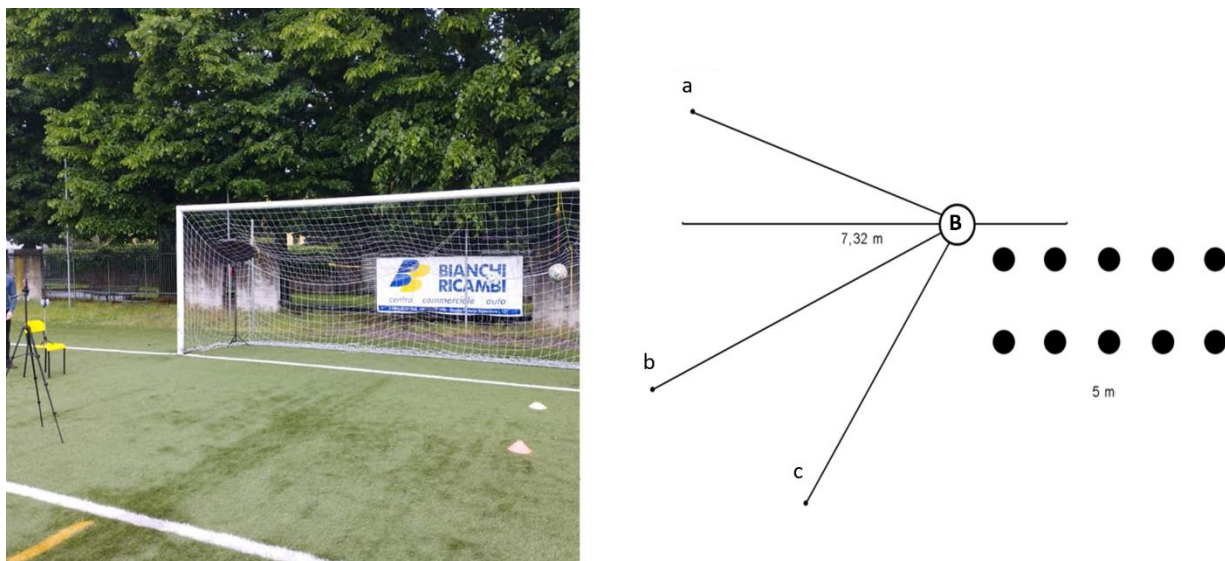 BIANCHI
RICAMBI
centro commerciale auto
a
B
7,32 m
b
5 m
c